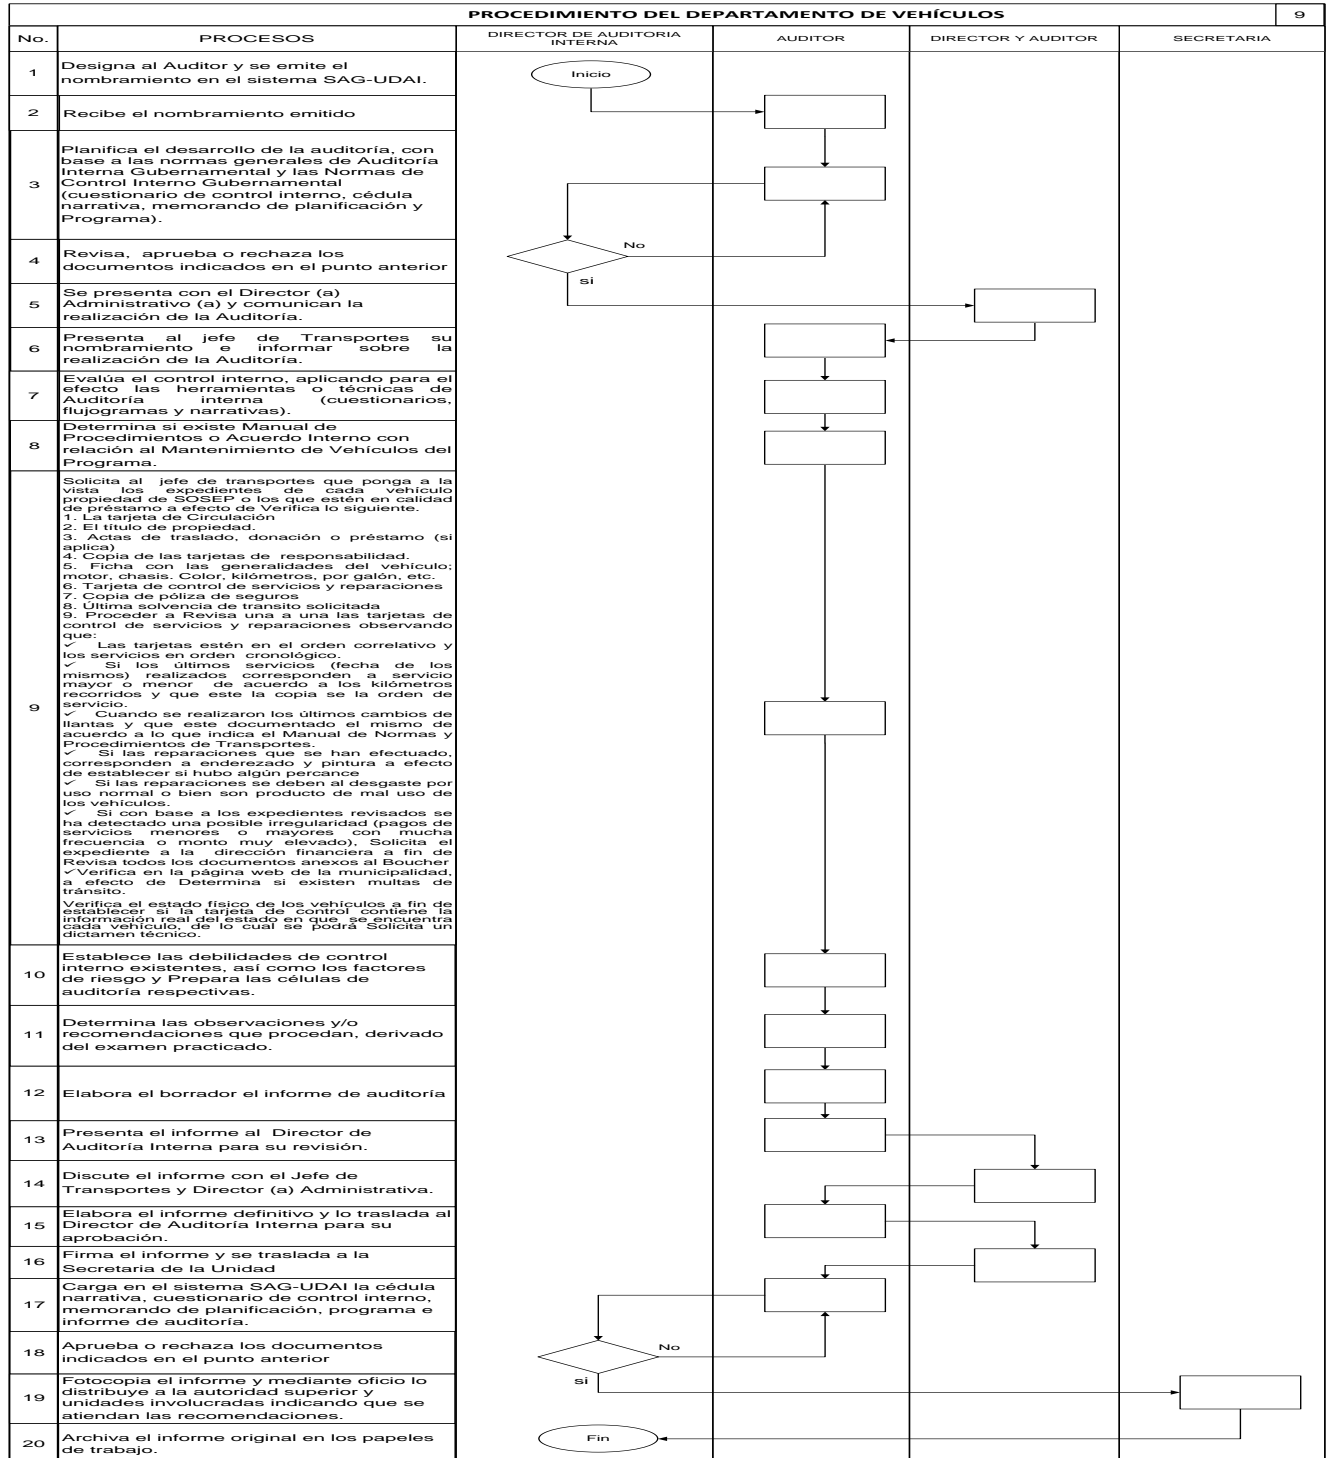 PROCEDIMIENTO DEL DEPARTAMENTO DE VEHÍCULOS
9
No.
PROCESOS
DIRECTOR DE AUDITORIA
INTERNA
AUDITOR
DIRECTOR Y AUDITOR
SECRETARIA
1
Designa al Auditor y se emite el
nombramiento en el sistema SAG-UDAI.
Inicio
2
Recibe el nombramiento emitido
3
Planifica el desarrollo de la auditoría, con
base a las normas generales de Auditoría
Interna Gubernamental y las Normas de
Control Interno Gubernamental
(cuestionario de control interno, cédula
narrativa, memorando de planificación y
Programa).
4
Revisa, aprueba o rechaza los
documentos indicados en el punto anterior
No
si
5
Se presenta con el Director (a)
Administrativo (a) y comunican la
realización de la Auditoría.
6
Presenta al jefe de Transportes su
nombramiento e informar sobre la
realización de la Auditoría.
7
Evalúa el control interno, aplicando para el
efecto las herramientas o técnicas de
Auditoría interna (cuestionarios,
flujogramas y narrativas).
8
Determina si existe Manual de
Procedimientos o Acuerdo Interno con
relación al Mantenimiento de Vehículos del
Programa.
9
Solicita al jefe de transportes que ponga a la
vista los expedientes de cada vehículo
propiedad de SOSEP o los que estén en calidad
de préstamo a efecto de Verifica lo siguiente.
1. La tarjeta de Circulación
2. El título de propiedad.
3. Actas de traslado, donación o préstamo (si
aplica)
4. Copia de las tarjetas de responsabilidad.
5. Ficha con las generalidades del vehículo;
motor, chasis. Color, kilómetros, por galón, etc.
6. Tarjeta de control de servicios y reparaciones
7. Copia de póliza de seguros
8. Última solvencia de transito solicitada
9. Proceder a Revisa una a una las tarjetas de
control de servicios y reparaciones observando
que:
✓ Las tarjetas estén en el orden correlativo y
los servicios en orden cronológico.
✓ Si los últimos servicios (fecha de los
mismos) realizados corresponden a servicio
mayor o menor de acuerdo a los kilómetros
recorridos y que este la copia se la orden de
servicio.
✓ Cuando se realizaron los últimos cambios de
llantas y que este documentado el mismo de
acuerdo a lo que indica el Manual de Normas y
Procedimientos de Transportes.
✓ Si las reparaciones que se han efectuado,
corresponden a enderezado y pintura a efecto
de establecer si hubo algún percance
✓ Si las reparaciones se deben al desgaste por
uso normal o bien son producto de mal uso de
los vehículos.
✓ Si con base a los expedientes revisados se
ha detectado una posible irregularidad (pagos de
servicios menores o mayores con mucha
frecuencia o monto muy elevado), Solicita el
expediente a la dirección financiera a fin de
Revisa todos los documentos anexos al Boucher
✓Verifica en la página web de la municipalidad,
a efecto de Determina si existen multas de
tránsito.
Verifica el estado físico de los vehículos a fin de
establecer si la tarjeta de control contiene la
información real del estado en que se encuentra
cada vehículo, de lo cual se podrá Solicita un
dictamen técnico.
10
Establece las debilidades de control
interno existentes, así como los factores
de riesgo y Prepara las células de
auditoría respectivas.
11
Determina las observaciones y/o
recomendaciones que procedan, derivado
del examen practicado.
12
Elabora el borrador el informe de auditoría
13
Presenta el informe al Director de
Auditoría Interna para su revisión.
14
Discute el informe con el Jefe de
Transportes y Director (a) Administrativa.
15
Elabora el informe definitivo y lo traslada al
Director de Auditoría Interna para su
aprobación.
16
Firma el informe y se traslada a la
Secretaria de la Unidad
17
Carga en el sistema SAG-UDAI la cédula
narrativa, cuestionario de control interno,
memorando de planificación, programa e
informe de auditoría.
18
Aprueba o rechaza los documentos
indicados en el punto anterior
No
si
19
Fotocopia el informe y mediante oficio lo
distribuye a la autoridad superior y
unidades involucradas indicando que se
atiendan las recomendaciones.
20
Archiva el informe original en los papeles
de trabajo.
Fin